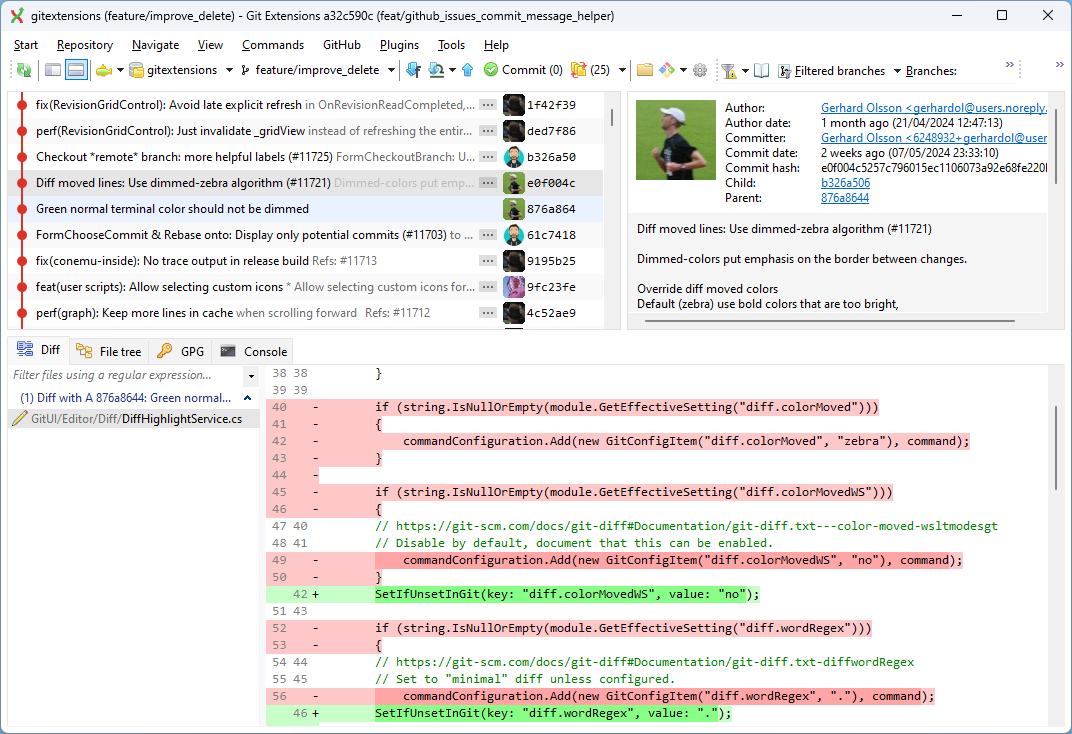 gitextensions (feature/improve_delete) - Git Extensions a32c590c (feat/github_issues_commit_message_helper)
Start Repository Navigate View Commands GitHub Plugins Tools Help
gitextensions feature/improve_delete Commit (0) (25) Filtered branches Branches: » »
fix(RevisionGridControl): Avoid late explicit refresh in OnRevisionReadCompleted,... 1f42f39
perf(RevisionGridControl): Just invalidate _gridView instead of refreshing the entir... ded7f86
Checkout *remote* branch: more helpful labels (#11725) FormCheckoutBranch: U... b326a50
Diff moved lines: Use dimmed-zebra algorithm (#11721) Dimmed-colors put emp... e0f004c
Green normal terminal color should not be dimmed 876a864
FormChooseCommit & Rebase onto: Display only potential commits (#11703) to ... 61c7418
fix(conemu-inside): No trace output in release build Refs: #11713 9195b25
feat(user scripts): Allow selecting custom icons * Allow selecting custom icons for... 9fc23fe
perf(graph): Keep more lines in cache when scrolling forward Refs: #11712 4c52ae9
Author: Gerhard Olsson <gerhardol@users.noreply.
Author date: 1 month ago (21/04/2024 12:47:13)
Committer: Gerhard Olsson <6248932+gerhardol@user
Commit date: 2 weeks ago (07/05/2024 23:33:10)
Commit hash: e0f004c5257c796015ec1106073a92e68fe220
Child: b326a506
Parent: 876a8644
Diff moved lines: Use dimmed-zebra algorithm (#11721)
Dimmed-colors put emphasis on the border between changes.
Override diff moved colors
Default (zebra) use bold colors that are too bright,
Diff File tree GPG Console
Filter files using a regular expression...
(1) Diff with A 876a8644: Green normal...
GitUI/Editor/Diff/DiffHighlightService.cs
38 38 }
39 39
40 - if (string.IsNullOrEmpty(module.GetEffectiveSetting("diff.colorMoved")))
41 - {
42 - commandConfiguration.Add(new GitConfigItem("diff.colorMoved", "zebra"), command);
43 - }
44 -
45 - if (string.IsNullOrEmpty(module.GetEffectiveSetting("diff.colorMovedWS")))
46 - {
47 40 // https://git-scm.com/docs/git-diff#Documentation/git-diff.txt---color-moved-wsltmodesgt
48 41 // Disable by default, document that this can be enabled.
49 - commandConfiguration.Add(new GitConfigItem("diff.colorMovedWS", "no"), command);
50 - }
42 + SetIfUnsetInGit(key: "diff.colorMovedWS", value: "no");
51 43
52 - if (string.IsNullOrEmpty(module.GetEffectiveSetting("diff.wordRegex")))
53 - {
54 44 // https://git-scm.com/docs/git-diff#Documentation/git-diff.txt-diffwordRegex
55 45 // Set to "minimal" diff unless configured.
56 - commandConfiguration.Add(new GitConfigItem("diff.wordRegex", "."), command);
46 + SetIfUnsetInGit(key: "diff.wordRegex", value: ".");